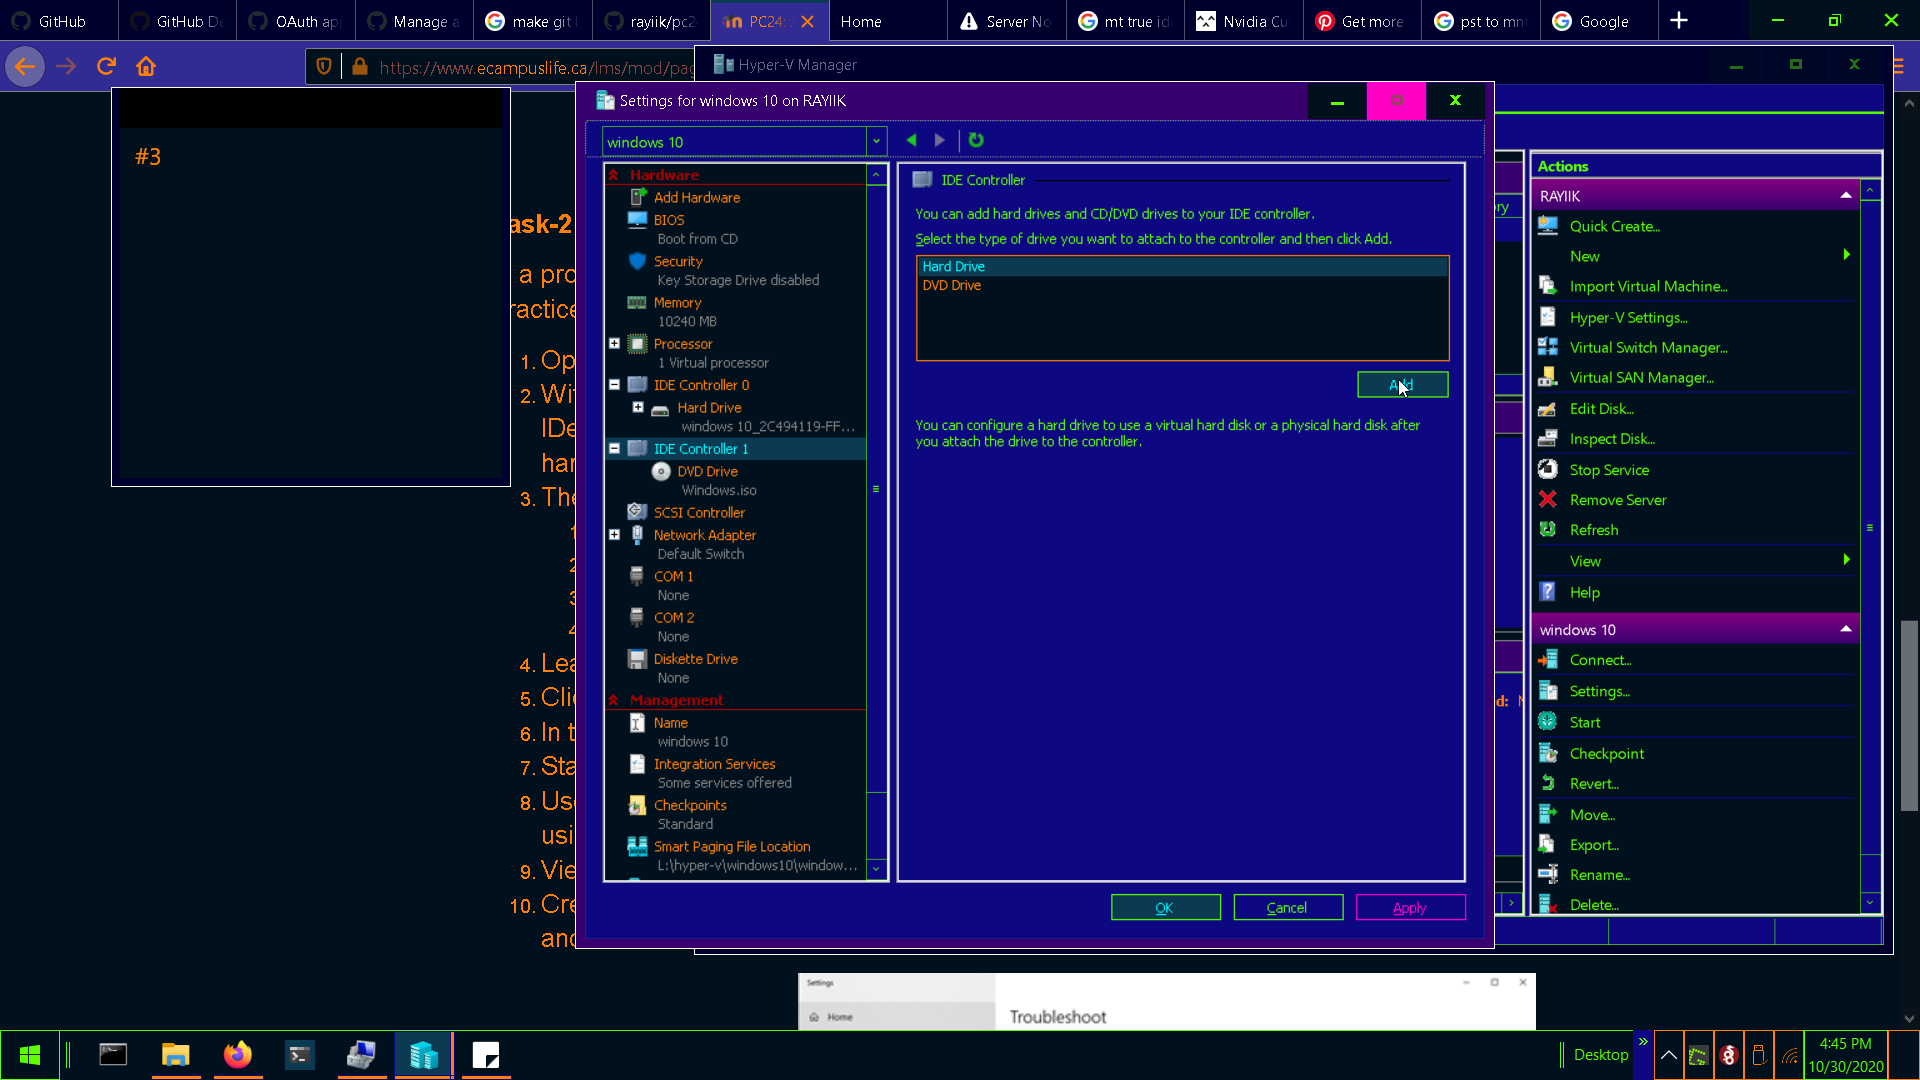 GitHub
GitHub De
OAuth app
Manage a
make git b
rayiik/pc2
PC24:
Home
Server No
mt true id
Nvidia Cu
Get more
pst to mnt
Google
https://www.ecampuslife.ca/lms/mod/pag
Hyper-V Manager
Settings for windows 10 on RAYIIK
windows 10
#3
ask-2
a pro
ractice
1. Op
2. Wit
IDe
har
3. The
4. Lea
5. Clic
6. In t
7. Sta
8. Use
usi
9. Vie
10. Cre
and
Hardware
Add Hardware
BIOS
Boot from CD
Security
Key Storage Drive disabled
Memory
10240 MB
Processor
1 Virtual processor
IDE Controller 0
Hard Drive
windows 10_2C494119-FF...
IDE Controller 1
DVD Drive
Windows.iso
SCSI Controller
Network Adapter
Default Switch
COM 1
None
COM 2
None
Diskette Drive
None
Management
Name
windows 10
Integration Services
Some services offered
Checkpoints
Standard
Smart Paging File Location
L:\hyper-v\windows10\window...
IDE Controller
You can add hard drives and CD/DVD drives to your IDE controller.
Select the type of drive you want to attach to the controller and then click Add.
Hard Drive
DVD Drive
Add
You can configure a hard drive to use a virtual hard disk or a physical hard disk after
you attach the drive to the controller.
OK
Cancel
Apply
ry
d:
Actions
RAYIIK
Quick Create...
New
Import Virtual Machine...
Hyper-V Settings...
Virtual Switch Manager...
Virtual SAN Manager...
Edit Disk...
Inspect Disk...
Stop Service
Remove Server
Refresh
View
Help
windows 10
Connect...
Settings...
Start
Checkpoint
Revert...
Move...
Export...
Rename...
Delete...
Settings
Home
Troubleshoot
Desktop
4:45 PM
10/30/2020